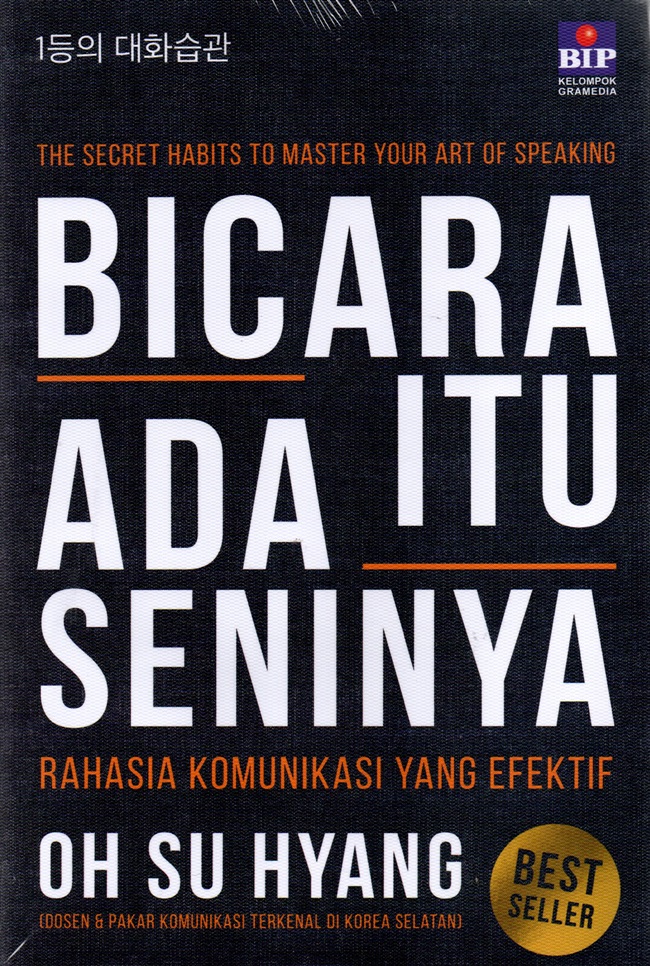 1등의 대화습관
BIP
KELOMPOK
GRAMEDIA
THE SECRET HABITS TO MASTER YOUR ART OF SPEAKING
BICARA
ITU
ADA
SENINYA
RAHASIA KOMUNIKASI YANG EFEKTIF
OH SU HYANG
(DOSEN & PAKAR KOMUNIKASI TERKENAL DI KOREA SELATAN)
BEST
SELLER